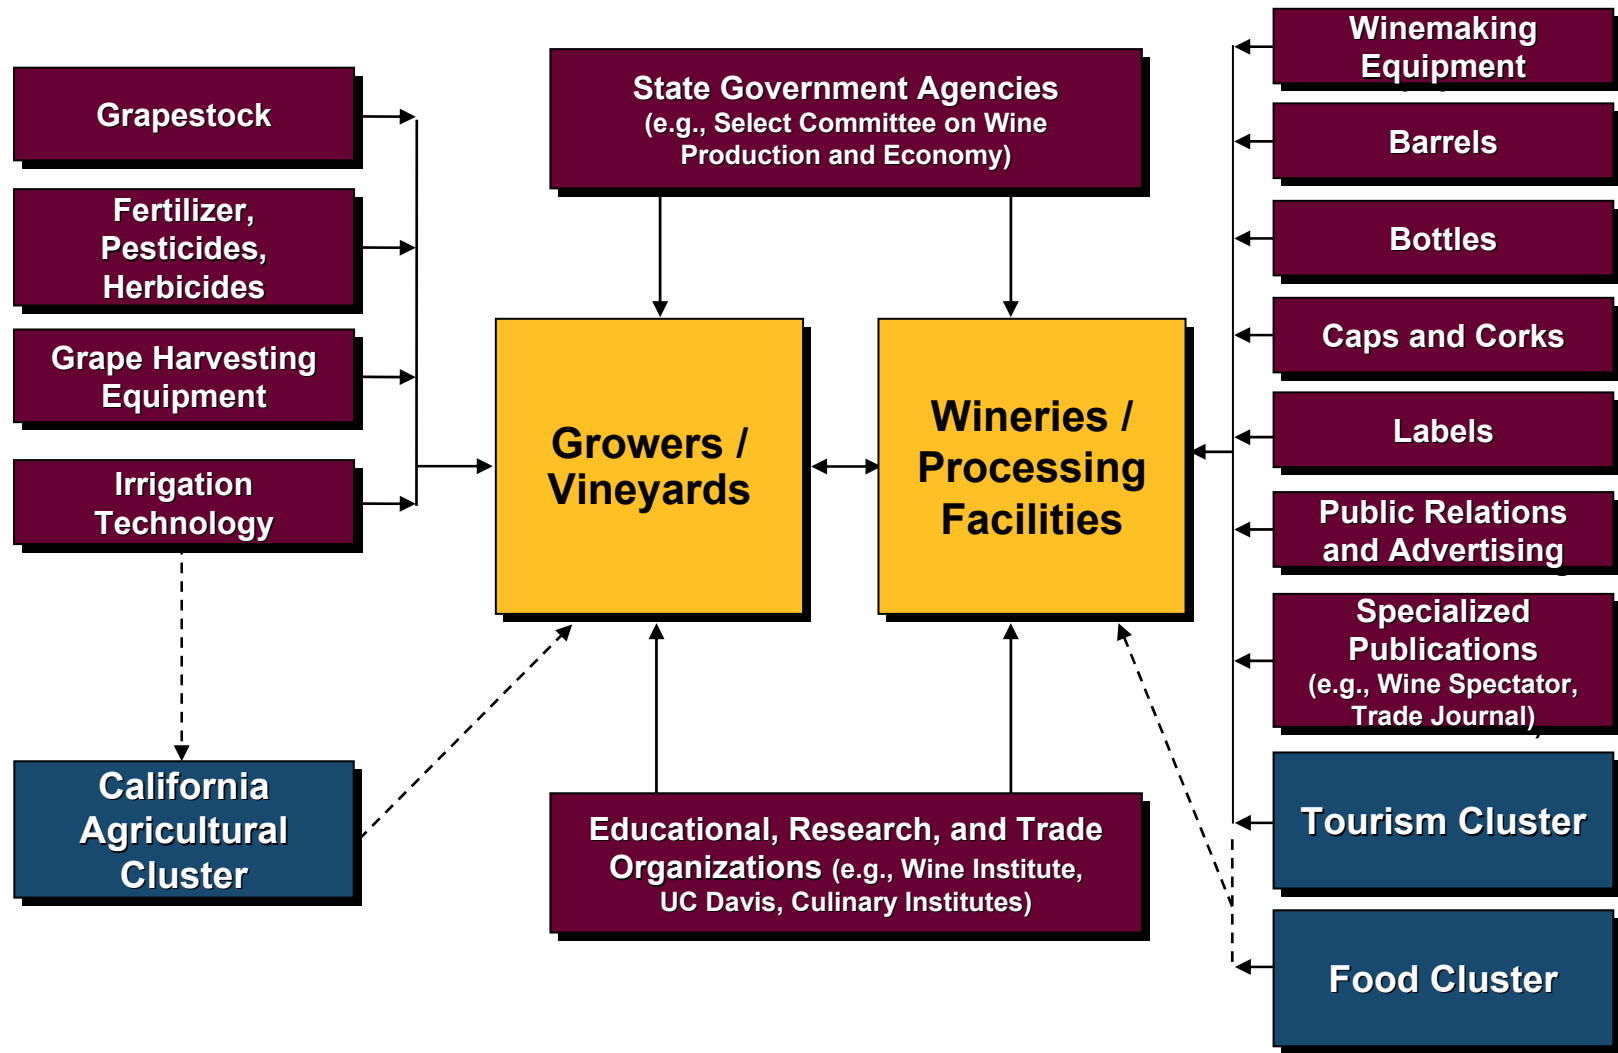 Grapestock
Fertilizer,
Pesticides,
Herbicides
Grape Harvesting
Equipment
Irrigation
Technology
California
Agricultural
Cluster
State Government Agencies
(e.g., Select Committee on Wine
Production and Economy)
Growers /
Vineyards
Wineries /
Processing
Facilities
Educational, Research, and Trade
Organizations (e.g., Wine Institute,
UC Davis, Culinary Institutes)
Winemaking
Equipment
Barrels
Bottles
Caps and Corks
Labels
Public Relations
and Advertising
Specialized
Publications
(e.g., Wine Spectator,
Trade Journal)
Tourism Cluster
Food Cluster